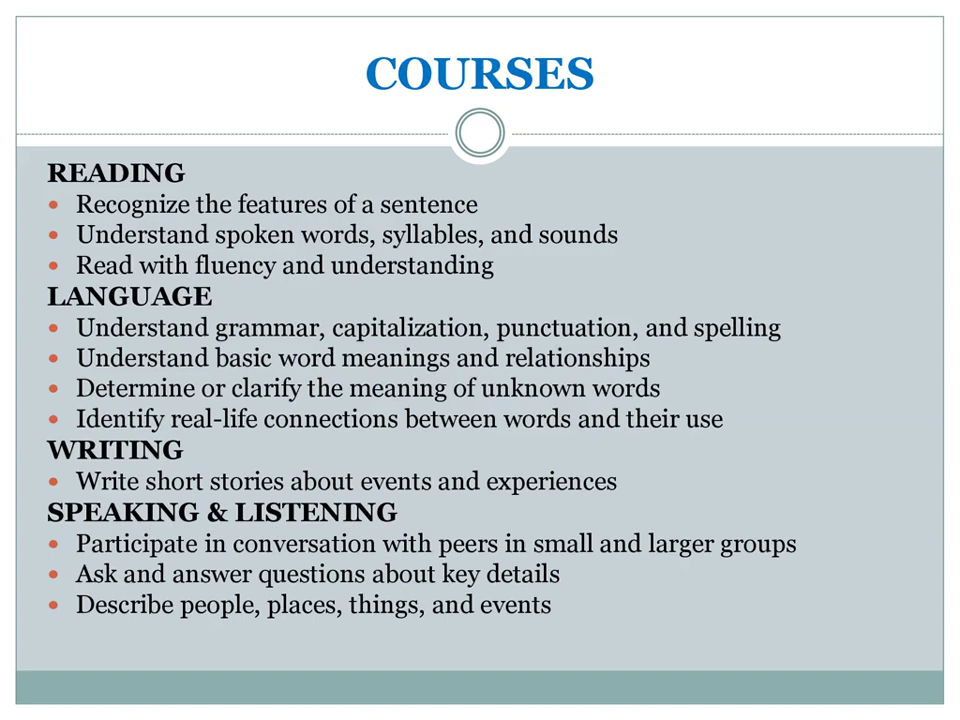 COURSES
READING
• Recognize the features of a sentence
• Understand spoken words, syllables, and sounds
• Read with fluency and understanding
LANGUAGE
• Understand grammar, capitalization, punctuation, and spelling
• Understand basic word meanings and relationships
• Determine or clarify the meaning of unknown words
• Identify real-life connections between words and their use
WRITING
• Write short stories about events and experiences
SPEAKING & LISTENING
• Participate in conversation with peers in small and larger groups
• Ask and answer questions about key details
• Describe people, places, things, and events